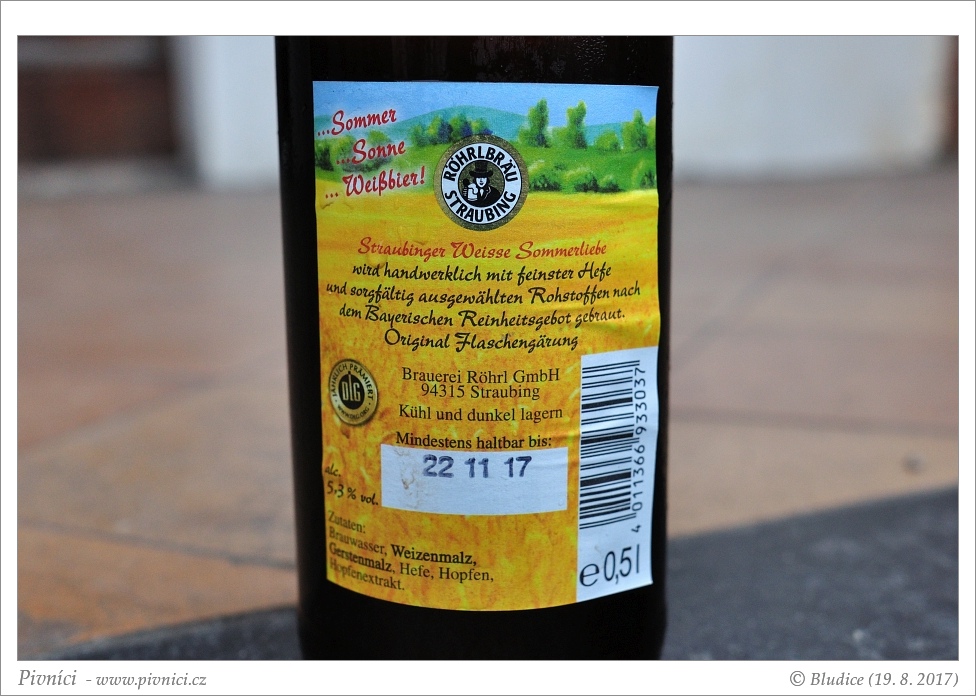 ...Sommer
...Sonne
...Weißbier!
RÖHRLBRÄU
STRAUBING
Straubinger Weisse Sommerliebe
wird handwerklich mit feinster Hefe
und sorgfältig ausgewählten Rohstoffen nach
dem Bayerischen Reinheitsgebot gebraut.
Original Flaschengärung
JÄHRLICH PRÄMIERT
DLG
Brauerei Röhrl GmbH
94315 Straubing
Kühl und dunkel lagern
Mindestens haltbar bis:
22 11 17
alc.
5,3 % vol.
Zutaten:
Brauwasser, Weizenmalz,
Gerstenmalz, Hefe, Hopfen,
Hopfenextrakt.
4 011366 933037
e 0,5l
Pivníci - www.pivnici.cz
© Bludice (19. 8. 2017)